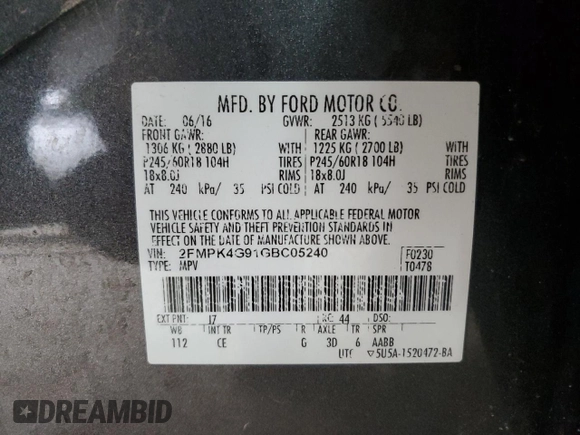 MFD. BY FORD MOTOR CO.
DATE: 06/16 GVWR: 2513 KG ( 5540 LB)
FRONT GAWR: REAR GAWR:
1306 KG ( 2880 LB) WITH 1225 KG ( 2700 LB) WITH
P245/60R18 104H TIRES P245/60R18 104H TIRES
18x8.0J RIMS 18x8.0J RIMS
AT 240 kPa/ 35 PSI COLD AT 240 kPa/ 35 PSI COLD
THIS VEHICLE CONFORMS TO ALL APPLICABLE FEDERAL MOTOR
VEHICLE SAFETY AND THEFT PREVENTION STANDARDS IN
EFFECT ON THE DATE OF MANUFACTURE SHOWN ABOVE.
VIN: 2FMPK4G91GBC05240 F0230
TYPE: MPV T0478
EXT PNT: J7 RC: 44 DSO:
WB INT TR TP/PS R AXLE TR SPR
112 CE G 3D 6 AABB
UTC 5U5A-1520472-BA
DREAMBID